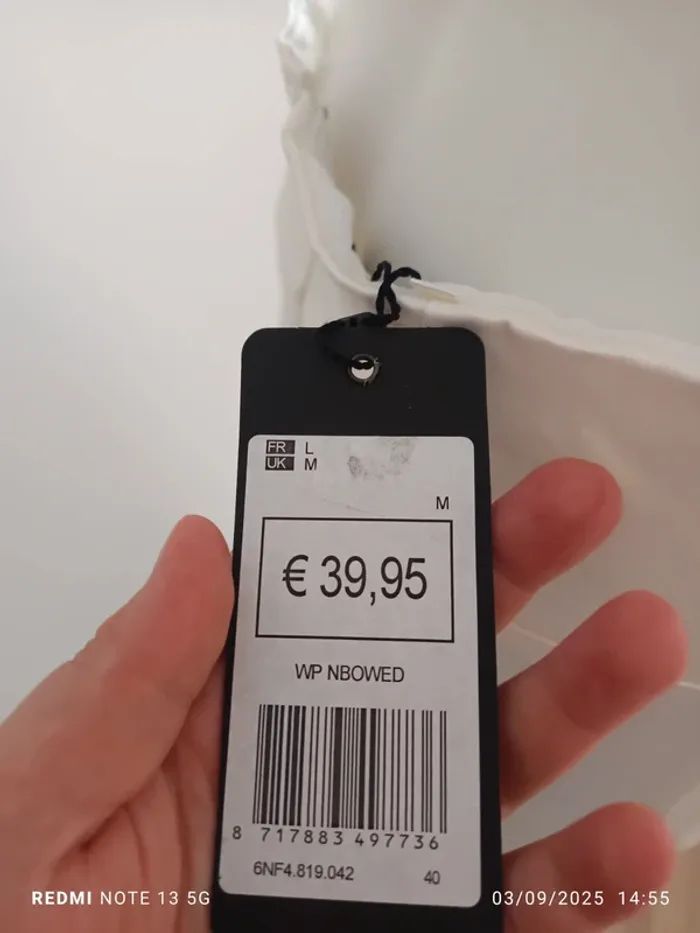 FR L
UK M
M
€ 39,95
WP NBOWED
8 717883 497736
6NF4.819.042 40
REDMI NOTE 13 5G 03/09/2025 14:55